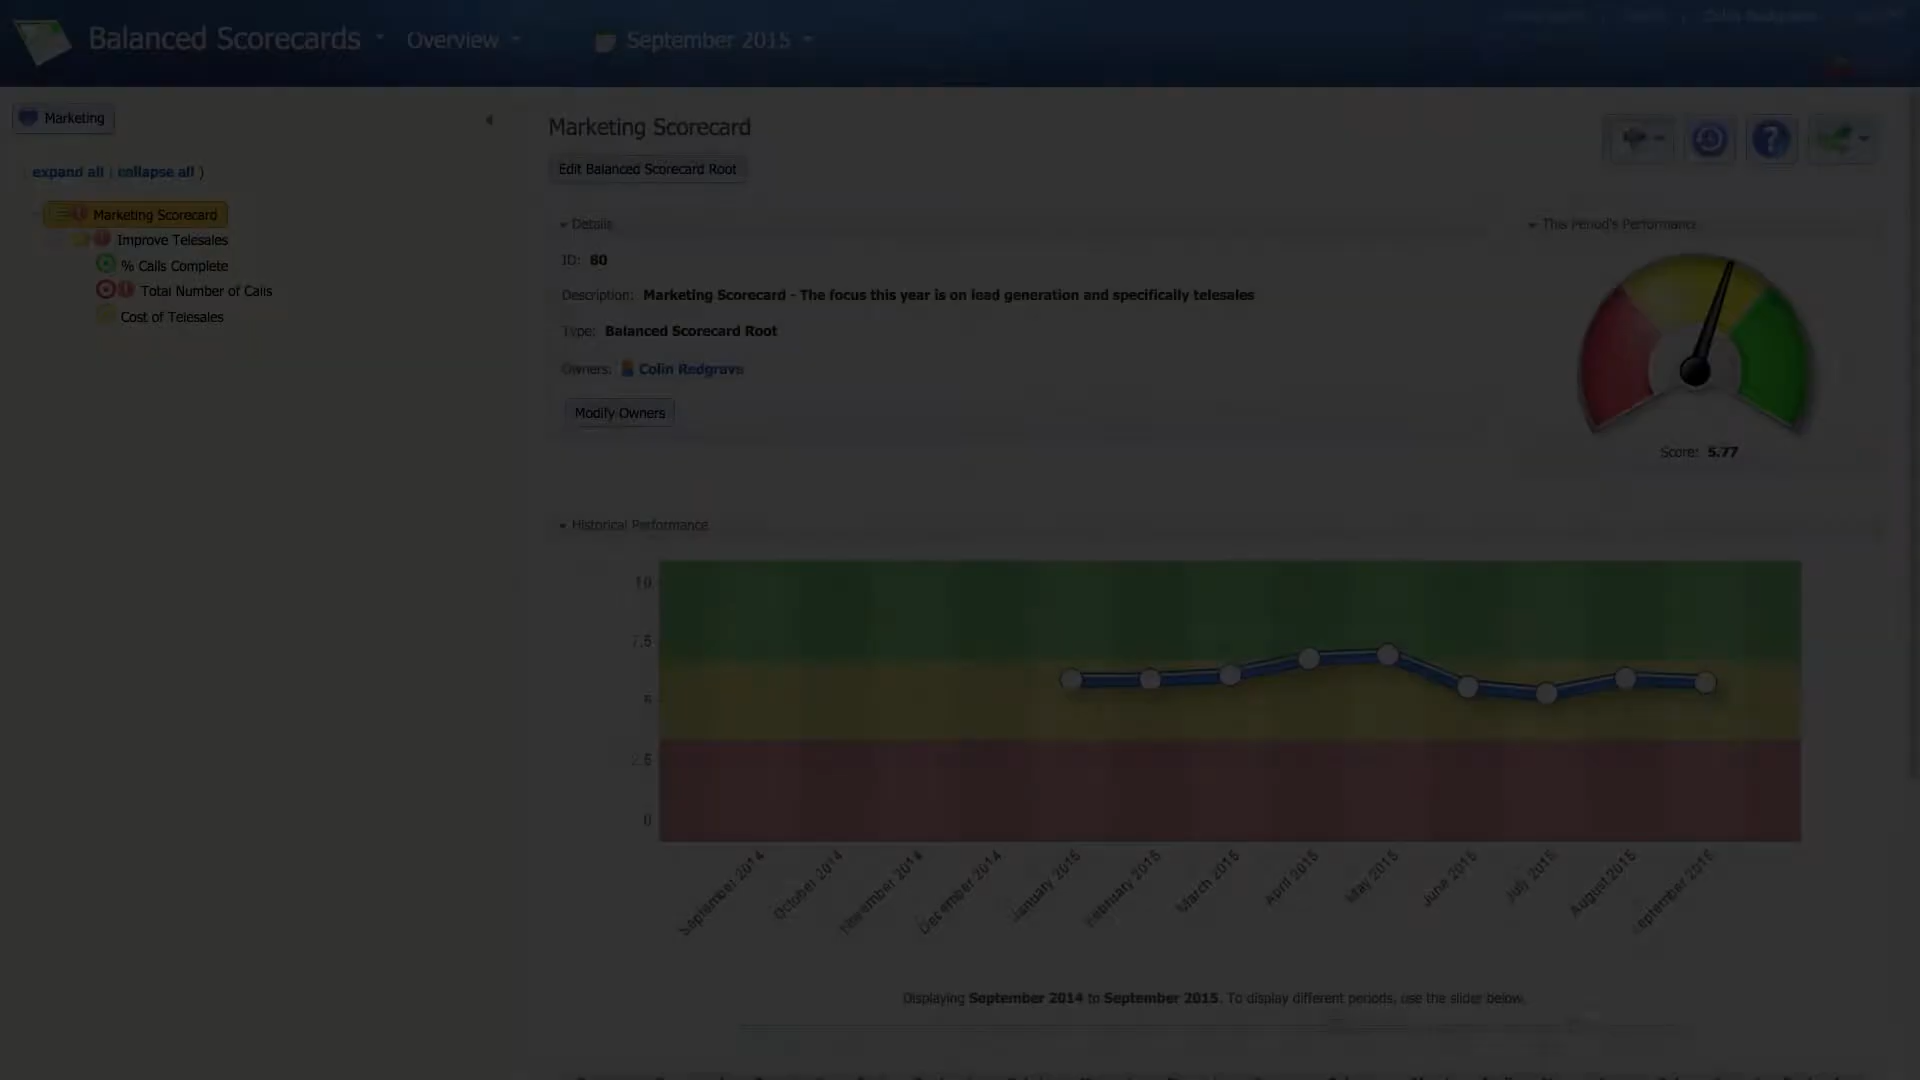 Balanced Scorecards
Overview
September 2015
Marketing
expand all | collapse all )
Marketing Scorecard
Improve Telesales
% Calls Complete
Total Number of Calls
Cost of Telesales
Marketing Scorecard
Edit Balanced Scorecard Root
Details
ID: 80
Description: Marketing Scorecard - The focus this year is on lead generation and specifically telesales
Type: Balanced Scorecard Root
Owners: Colin Redgrave
Modify Owners
This Period's Performance
Score: 5.77
Historical Performance
10
7.5
5
2.5
0
September 2014
October 2014
November 2014
December 2014
January 2015
February 2015
March 2015
April 2015
May 2015
June 2015
July 2015
August 2015
September 2015
Displaying September 2014 to September 2015. To display different periods, use the slider below.